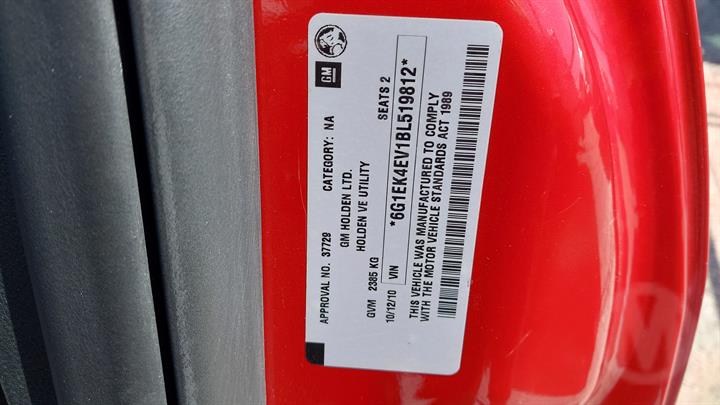 GM
APPROVAL NO. 37729 CATEGORY: NA
GM HOLDEN LTD.
HOLDEN VE UTILITY
GVM 2385 KG SEATS 2
10/12/10 VIN *6G1EK4EV1BL519812*
THIS VEHICLE WAS MANUFACTURED TO COMPLY
WITH THE MOTOR VEHICLE STANDARDS ACT 1989
M